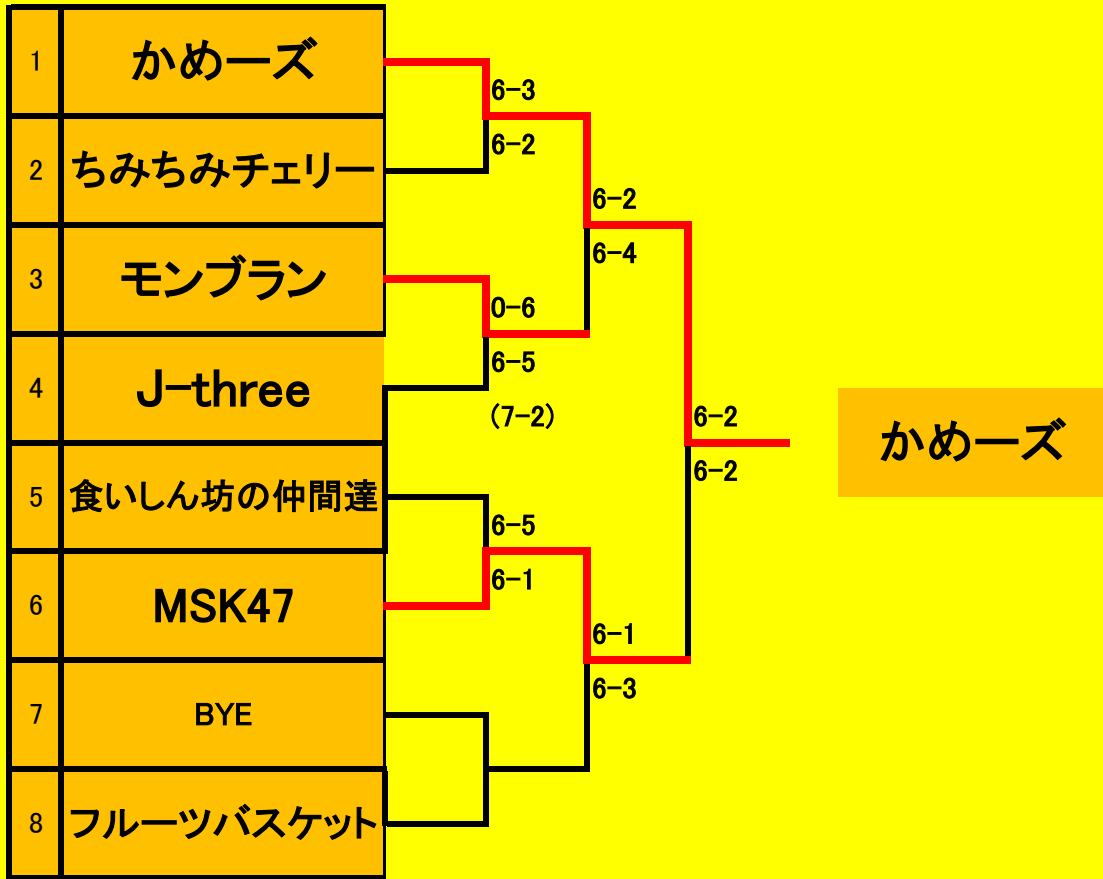 1 かめーズ
6-3
6-2
2 ちみちみチェリー
6-2
6-4
3 モンブラン
0-6
6-5
(7-2)
4 J-three
6-2
6-2
かめーズ
5 食いしん坊の仲間達
6-5
6-1
6 MSK47
6-1
6-3
7 BYE
8 フルーツバスケット